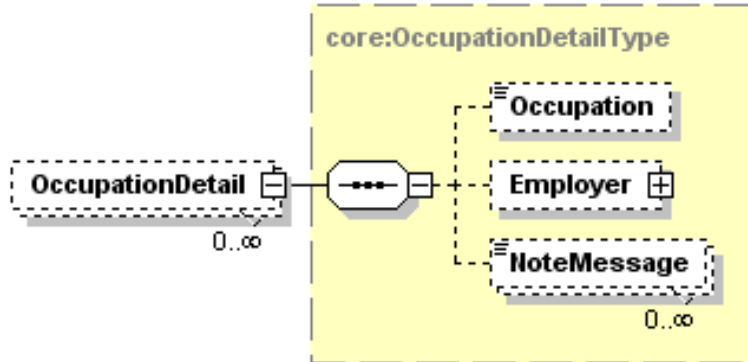 core:OccupationDetailType
Occupation
OccupationDetail
0..∞
Employer
NoteMessage
0..∞